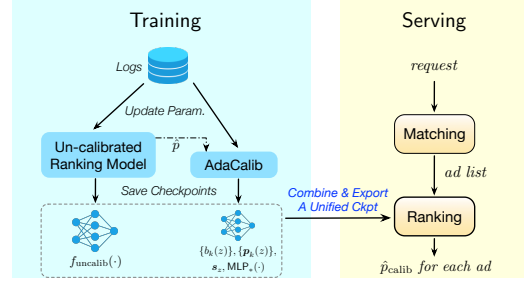 Training
Serving
Logs
request
Update Param.
Un-calibrated
Ranking Model
p̂
AdaCalib
Matching
ad list
Save Checkpoints
Combine & Export
A Unified Ckpt
Ranking
f_uncalib(·)
{b_k(z)}, {p_k(z)},
s_z, MLP_*(·)
p̂_calib for each ad